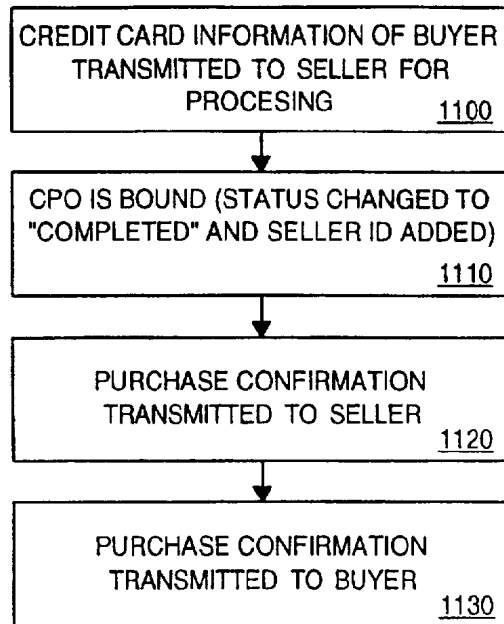 CREDIT CARD INFORMATION OF BUYER
TRANSMITTED TO SELLER FOR
PROCESING
1100
CPO IS BOUND (STATUS CHANGED TO
"COMPLETED" AND SELLER ID ADDED)
1110
PURCHASE CONFIRMATION
TRANSMITTED TO SELLER
1120
PURCHASE CONFIRMATION
TRANSMITTED TO BUYER
1130